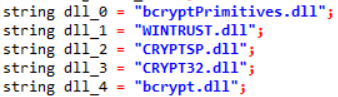 string dll_0 = "bcryptPrimitives.dll";
string dll_1 = "WINTRUST.dll";
string dll_2 = "CRYPTSP.dll";
string dll_3 = "CRYPT32.dll";
string dll_4 = "bcrypt.dll";